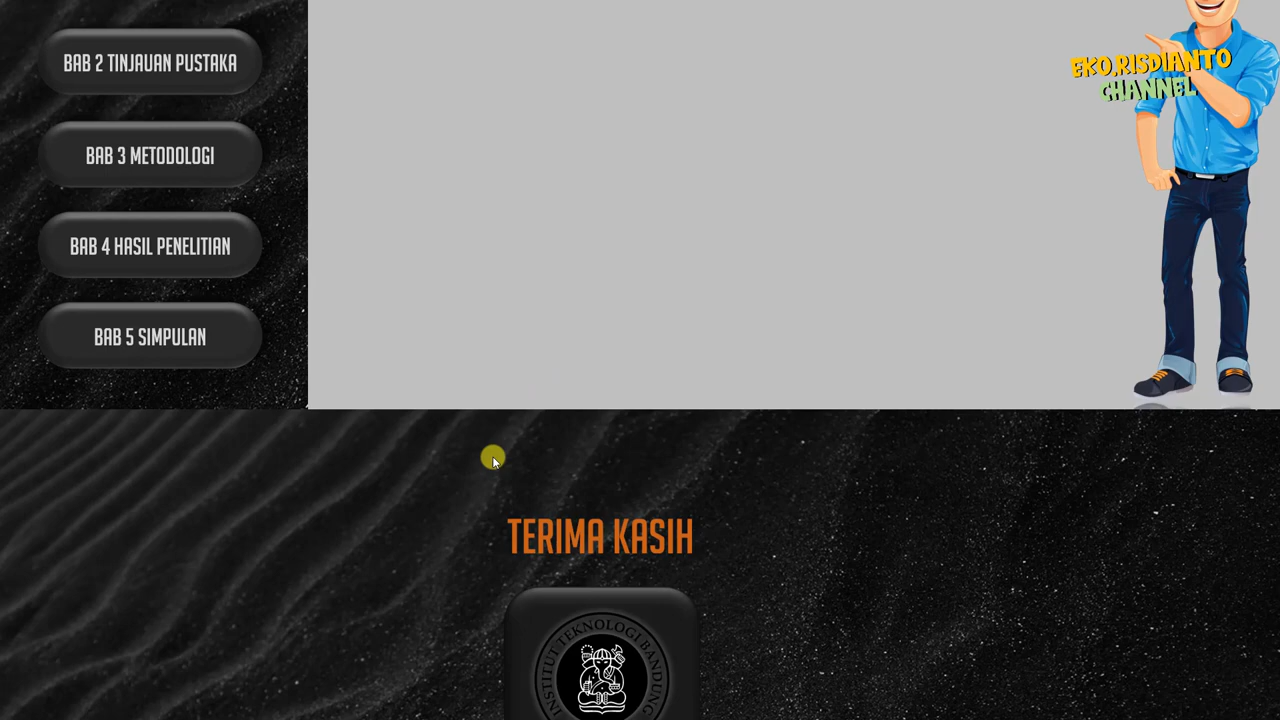 BAB 2 TINJAUAN PUSTAKA
EKO.RISDIANTO
CHANNEL
BAB 3 METODOLOGI
BAB 4 HASIL PENELITIAN
BAB 5 SIMPULAN
TERIMA KASIH
INSTITUT TEKNOLOGI BANDUNG